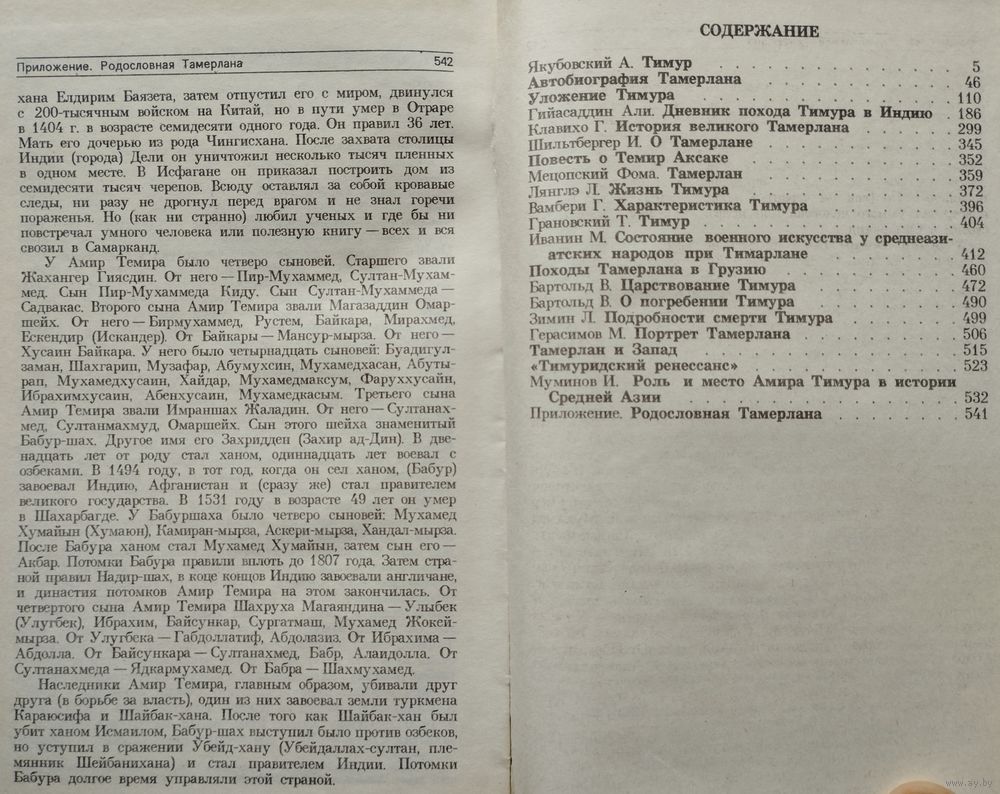 Приложение. Родословная Тамерлана 542
хана Елдирим Баязета, затем отпустил его с миром, двинулся
с 200-тысячным войском на Китай, но в пути умер в Отраре
в 1404 г. в возрасте семидесяти одного года. Он правил 36 лет.
Мать его дочерью из рода Чингисхана. После захвата столицы
Индии (города) Дели он уничтожил несколько тысяч пленных
в одном месте. В Исфагане он приказал построить дом из
семидесяти тысяч черепов. Всюду оставлял за собой кровавые
следы, ни разу не дрогнул перед врагом и не знал горечи
пораженья. Но (как ни странно) любил ученых и где бы ни
повстречал умного человека или полезную книгу — всех и вся
свозил в Самарканд.
У Амир Темира было четверо сыновей. Старшего звали
Жахангер Гиясдин. От него — Пир-Мухаммед, Султан-Мухам-
мед. Сын Пир-Мухаммеда Киду. Сын Султан-Мухаммеда —
Садвакас. Второго сына Амир Темира звали Магазаддин Омар-
шейх. От него — Бирмухаммед, Рустем, Байкара, Мирахмед,
Ескендир (Искандер). От Байкары — Мансур-мырза. От него —
Хусаин Байкара. У него было четырнадцать сыновей: Буадигул-
заман, Шахгарип, Музафар, Абумухсин, Мухамедхасан, Абуты-
рап, Мухамедхусаин, Хайдар, Мухамедмаксум, Фаруххусайн,
Ибрахимхусаин, Абенхусаин, Мухамедкасым. Третьего сына
Амир Темира звали Имраншах Жаладин. От него — Султанах-
мед, Султанмахмуд, Омаршейх. Сын этого шейха знаменитый
Бабур-шах. Другое имя его Захридден (Захир ад-Дин). В две-
надцать лет от роду стал ханом, одиннадцать лет воевал с
озбеками. В 1494 году, в тот год, когда он сел ханом, (Бабур)
завоевал Индию, Афганистан и (сразу же) стал правителем
великого государства. В 1531 году в возрасте 49 лет он умер
в Шахарбагде. У Бабуршаха было четверо сыновей: Мухамед
Хумайын (Хумаюн), Камиран-мырза, Аскери-мырза, Хандал-мырза.
После Бабура ханом стал Мухамед Хумайын, затем сын его —
Акбар. Потомки Бабура правили вплоть до 1807 года. Затем стра-
ной правил Надир-шах, в коце концов Индию завоевали англичане,
и династия потомков Амир Темира на этом закончилась. От
четвертого сына Амир Темира Шахруха Магаяндина — Улыбек
(Улугбек), Ибрахим, Байсункар, Сургатмаш, Мухамед Жокей-
мырза. От Улугбека — Габдоллатиф, Абдолазиз. От Ибрахима —
Абдолла. От Байсункара — Султанахмед, Бабр, Алаидолла. От
Султанахмеда — Ядкармухамед. От Бабра — Шахмухамед.
Наследники Амир Темира, главным образом, убивали друг
друга (в борьбе за власть), один из них завоевал земли туркмена
Караюсифа и Шайбак-хана. После того как Шайбак-хан был
убит ханом Исмаилом, Бабур-шах выступил было против озбеков,
но уступил в сражении Убейд-хану (Убейдаллах-султан, пле-
мянник Шейбанихана) и стал правителем Индии. Потомки
Бабура долгое время управляли этой страной.
СОДЕРЖАНИЕ
Якубовский А. Тимур . . . . . 5
Автобиография Тамерлана . . . . . 46
Уложение Тимура . . . . . 110
Гийасаддин Али. Дневник похода Тимура в Индию . 186
Клавихо Г. История великого Тамерлана . . . . . 299
Шильтбергер И. О Тамерлане . . . . . 345
Повесть о Темир Аксаке . . . . . 352
Мецопский Фома. Тамерлан . . . . . 359
Лянглэ Л. Жизнь Тимура . . . . . 372
Вамбери Г. Характеристика Тимура . . . . . 396
Грановский Т. Тимур . . . . . 404
Иванин М. Состояние военного искусства у среднеази-
атских народов при Тимарлане . . . . . 412
Походы Тамерлана в Грузию . . . . . 460
Бартольд В. Царствование Тимура . . . . . 472
Бартольд В. О погребении Тимура . . . . . 490
Зимин Л. Подробности смерти Тимура . . . . . 499
Герасимов М. Портрет Тамерлана . . . . . 506
Тамерлан и Запад . . . . . 515
«Тимуридский ренессанс» . . . . . 523
Муминов И. Роль и место Амира Тимура в истории
Средней Азии . . . . . 532
Приложение. Родословная Тамерлана . . . . . 541
www.ay.by